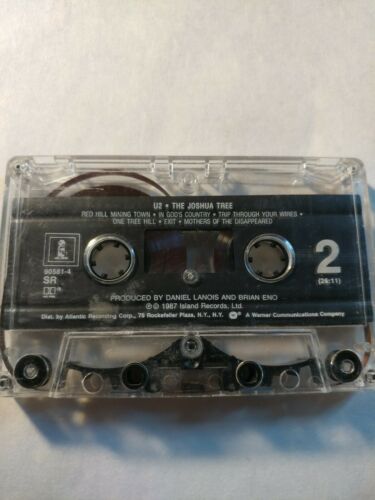 U2 • THE JOSHUA TREE
RED HILL MINING TOWN • IN GOD'S COUNTRY • TRIP THROUGH YOUR WIRES •
ONE TREE HILL • EXIT • MOTHERS OF THE DISAPPEARED
90581-4
SR
2
(26:11)
PRODUCED BY DANIEL LANOIS AND BRIAN ENO
℗ © 1987 Island Records, Ltd.
Dist. by Atlantic Recording Corp., 75 Rockefeller Plaza, N.Y., N.Y. A Warner Communications Company